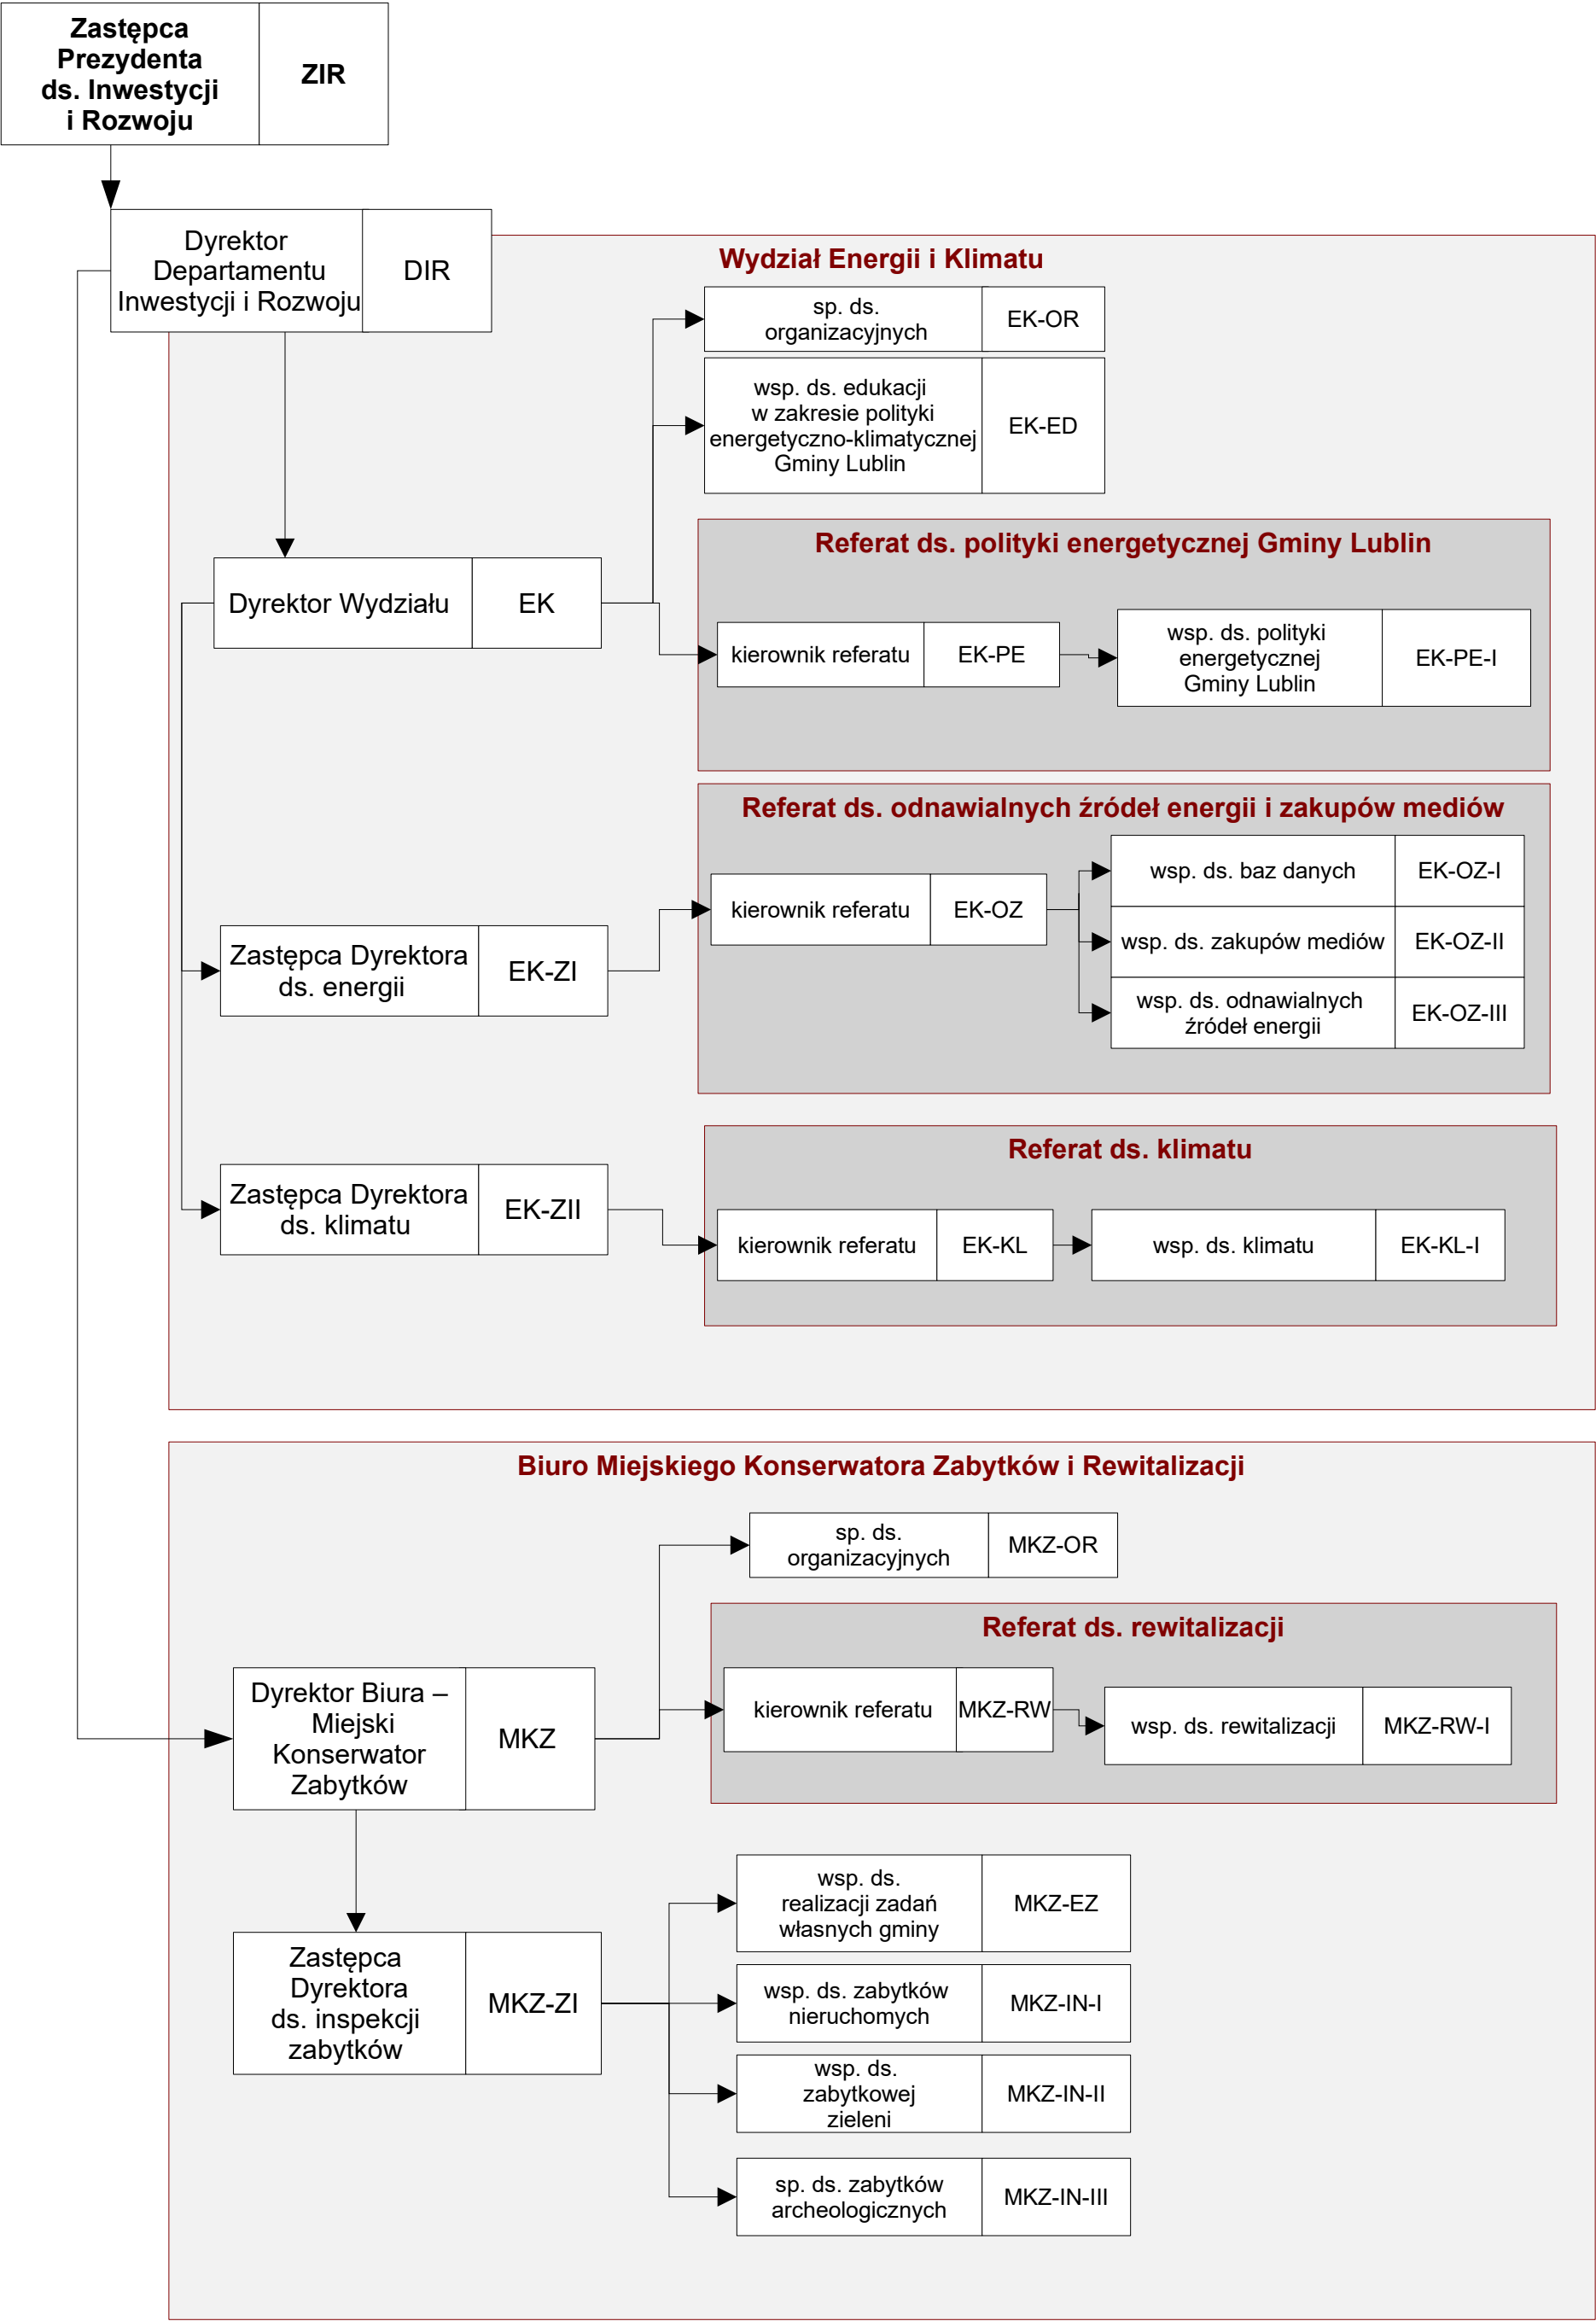 Zastępca
Prezydenta
ds. Inwestycji
i Rozwoju
ZIR
Dyrektor
Departamentu
Inwestycji i Rozwoju
DIR
Wydział Energii i Klimatu
sp. ds.
organizacyjnych
EK-OR
wsp. ds. edukacji
w zakresie polityki
energetyczno-klimatycznej
Gminy Lublin
EK-ED
Dyrektor Wydziału
EK
Referat ds. polityki energetycznej Gminy Lublin
kierownik referatu
EK-PE
wsp. ds. polityki
energetycznej
Gminy Lublin
EK-PE-I
Referat ds. odnawialnych źródeł energii i zakupów mediów
Zastępca Dyrektora
ds. energii
EK-ZI
kierownik referatu
EK-OZ
wsp. ds. baz danych
EK-OZ-I
wsp. ds. zakupów mediów
EK-OZ-II
wsp. ds. odnawialnych
źródeł energii
EK-OZ-III
Referat ds. klimatu
Zastępca Dyrektora
ds. klimatu
EK-ZII
kierownik referatu
EK-KL
wsp. ds. klimatu
EK-KL-I
Biuro Miejskiego Konserwatora Zabytków i Rewitalizacji
sp. ds.
organizacyjnych
MKZ-OR
Dyrektor Biura –
Miejski
Konserwator
Zabytków
MKZ
Referat ds. rewitalizacji
kierownik referatu
MKZ-RW
wsp. ds. rewitalizacji
MKZ-RW-I
Zastępca
Dyrektora
ds. inspekcji
zabytków
MKZ-ZI
wsp. ds.
realizacji zadań
własnych gminy
MKZ-EZ
wsp. ds. zabytków
nieruchomych
MKZ-IN-I
wsp. ds.
zabytkowej
zieleni
MKZ-IN-II
sp. ds. zabytków
archeologicznych
MKZ-IN-III